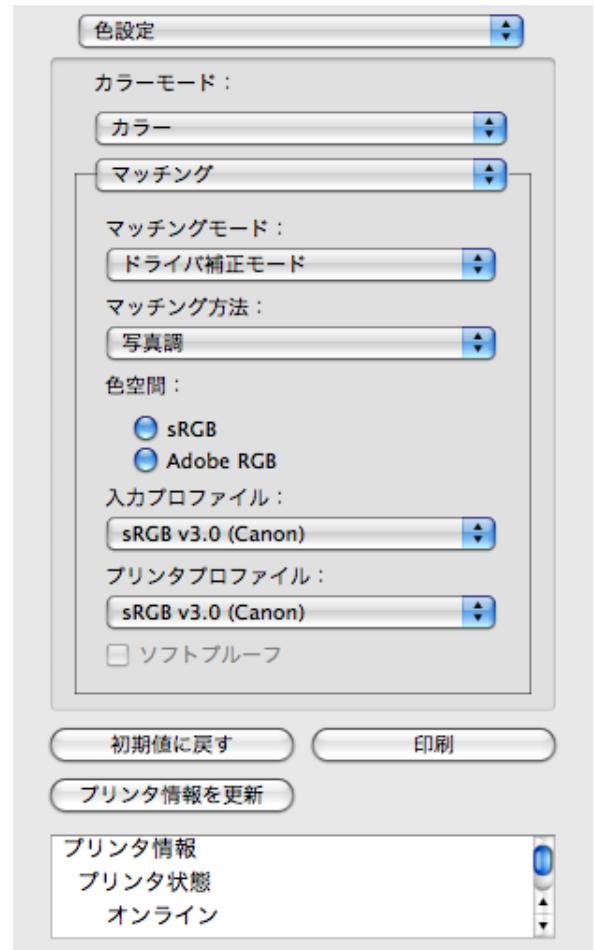 色設定
カラーモード：
カラー
マッチング
マッチングモード：
ドライバ補正モード
マッチング方法：
写真調
色空間：
sRGB
Adobe RGB
入力プロファイル：
sRGB v3.0 (Canon)
プリンタプロファイル：
sRGB v3.0 (Canon)
ソフトプルーフ
初期値に戻す
印刷
プリンタ情報を更新
プリンタ情報
プリンタ状態
オンライン